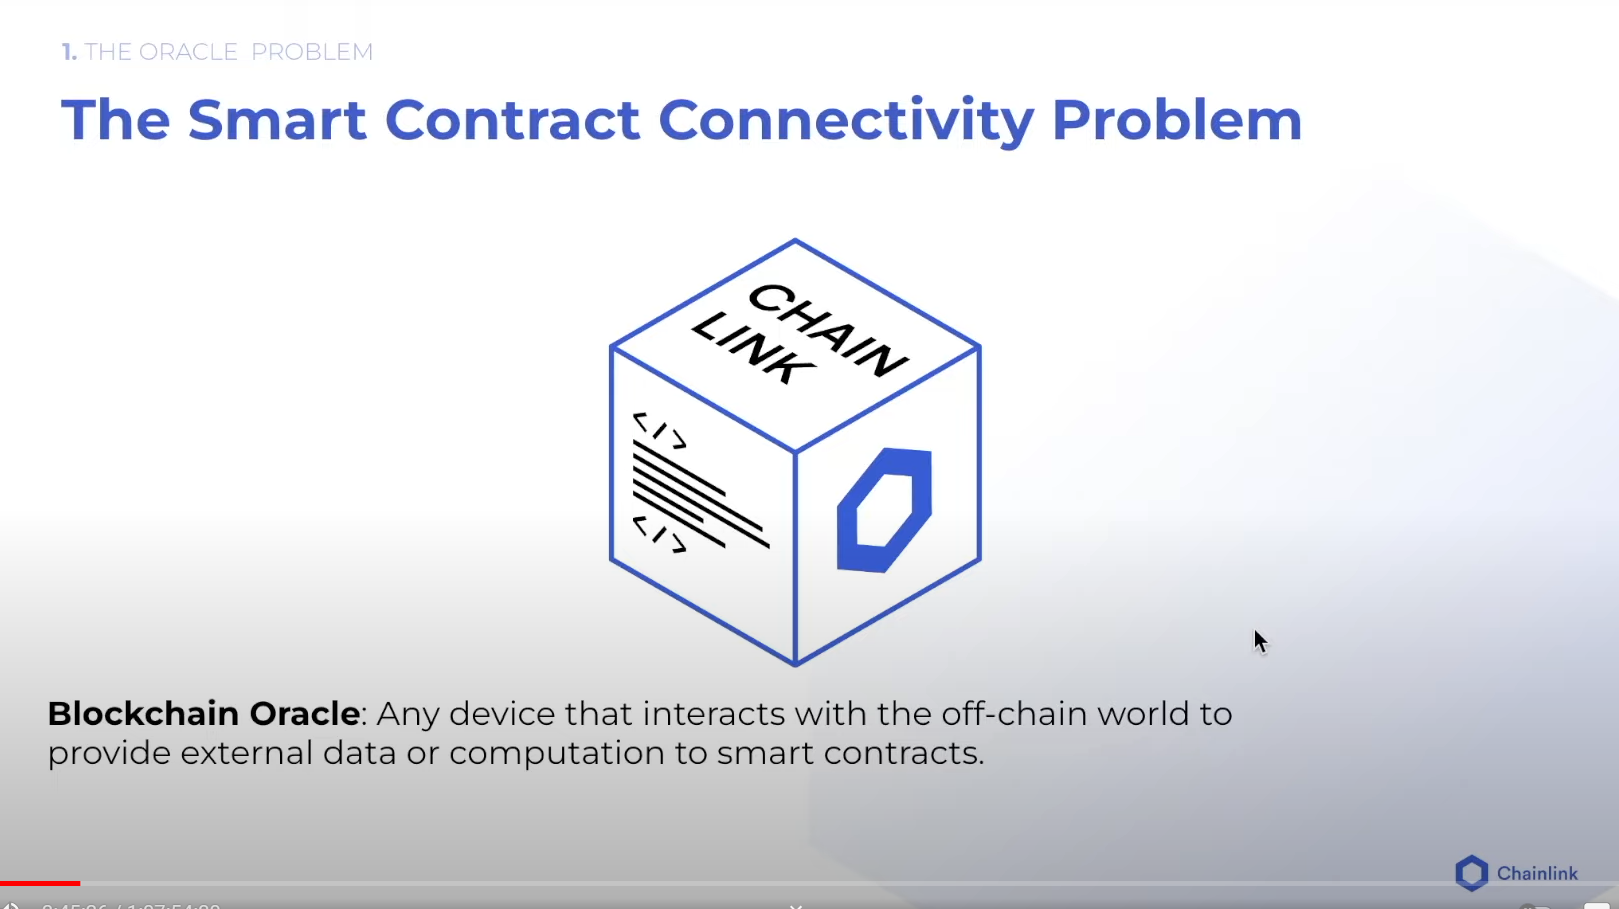 1. THE ORACLE PROBLEM
The Smart Contract Connectivity Problem
CHAIN
LINK
</>
</>
Blockchain Oracle: Any device that interacts with the off-chain world to
provide external data or computation to smart contracts.
Chainlink